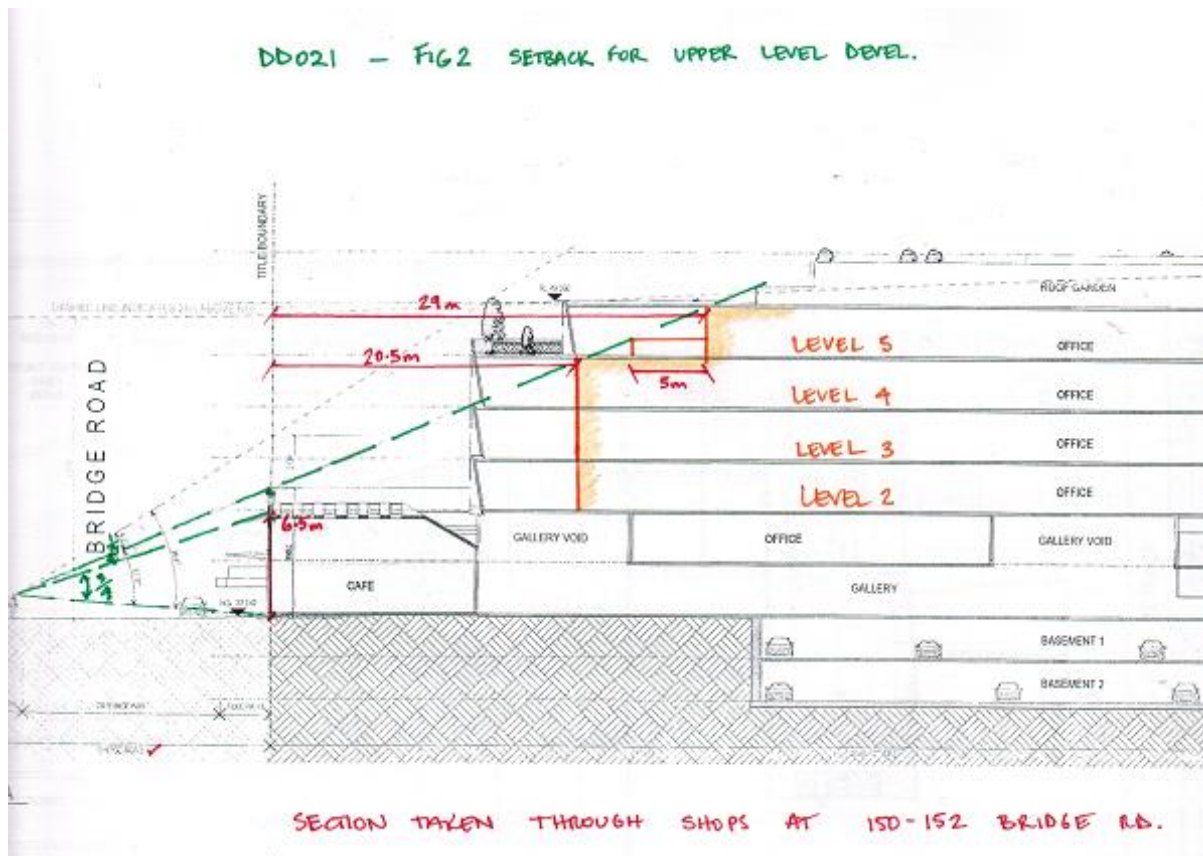 DDO21 - FIG 2 SETBACK FOR UPPER LEVEL DEVEL.
TITLE BOUNDARY
BRIDGE ROAD
29m
ROOF GARDEN
LEVEL 5
OFFICE
20.5m
5m
LEVEL 4
OFFICE
LEVEL 3
OFFICE
LEVEL 2
OFFICE
6.5m
GALLERY VOID
OFFICE
GALLERY VOID
CAFE
GALLERY
BASEMENT 1
BASEMENT 2
SECTION TAKEN THROUGH SHOPS AT 150-152 BRIDGE RD.